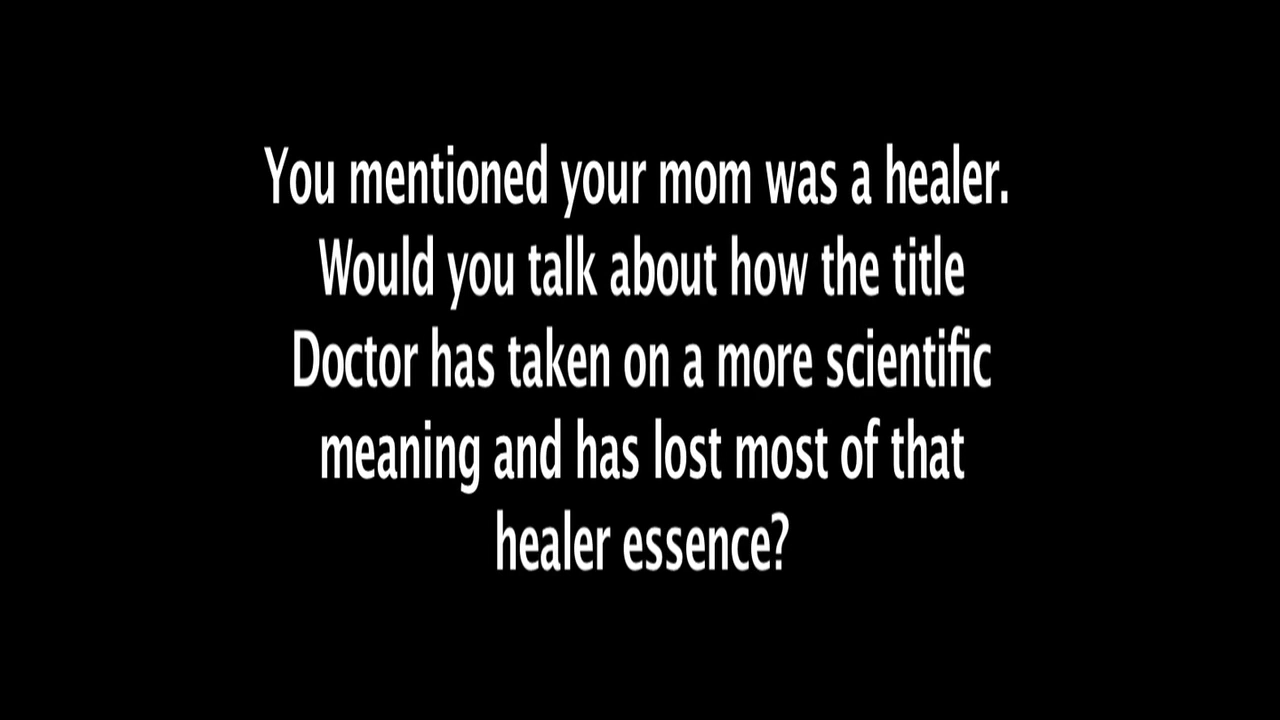 You mentioned your mom was a healer.
Would you talk about how the title
Doctor has taken on a more scientific
meaning and has lost most of that
healer essence?